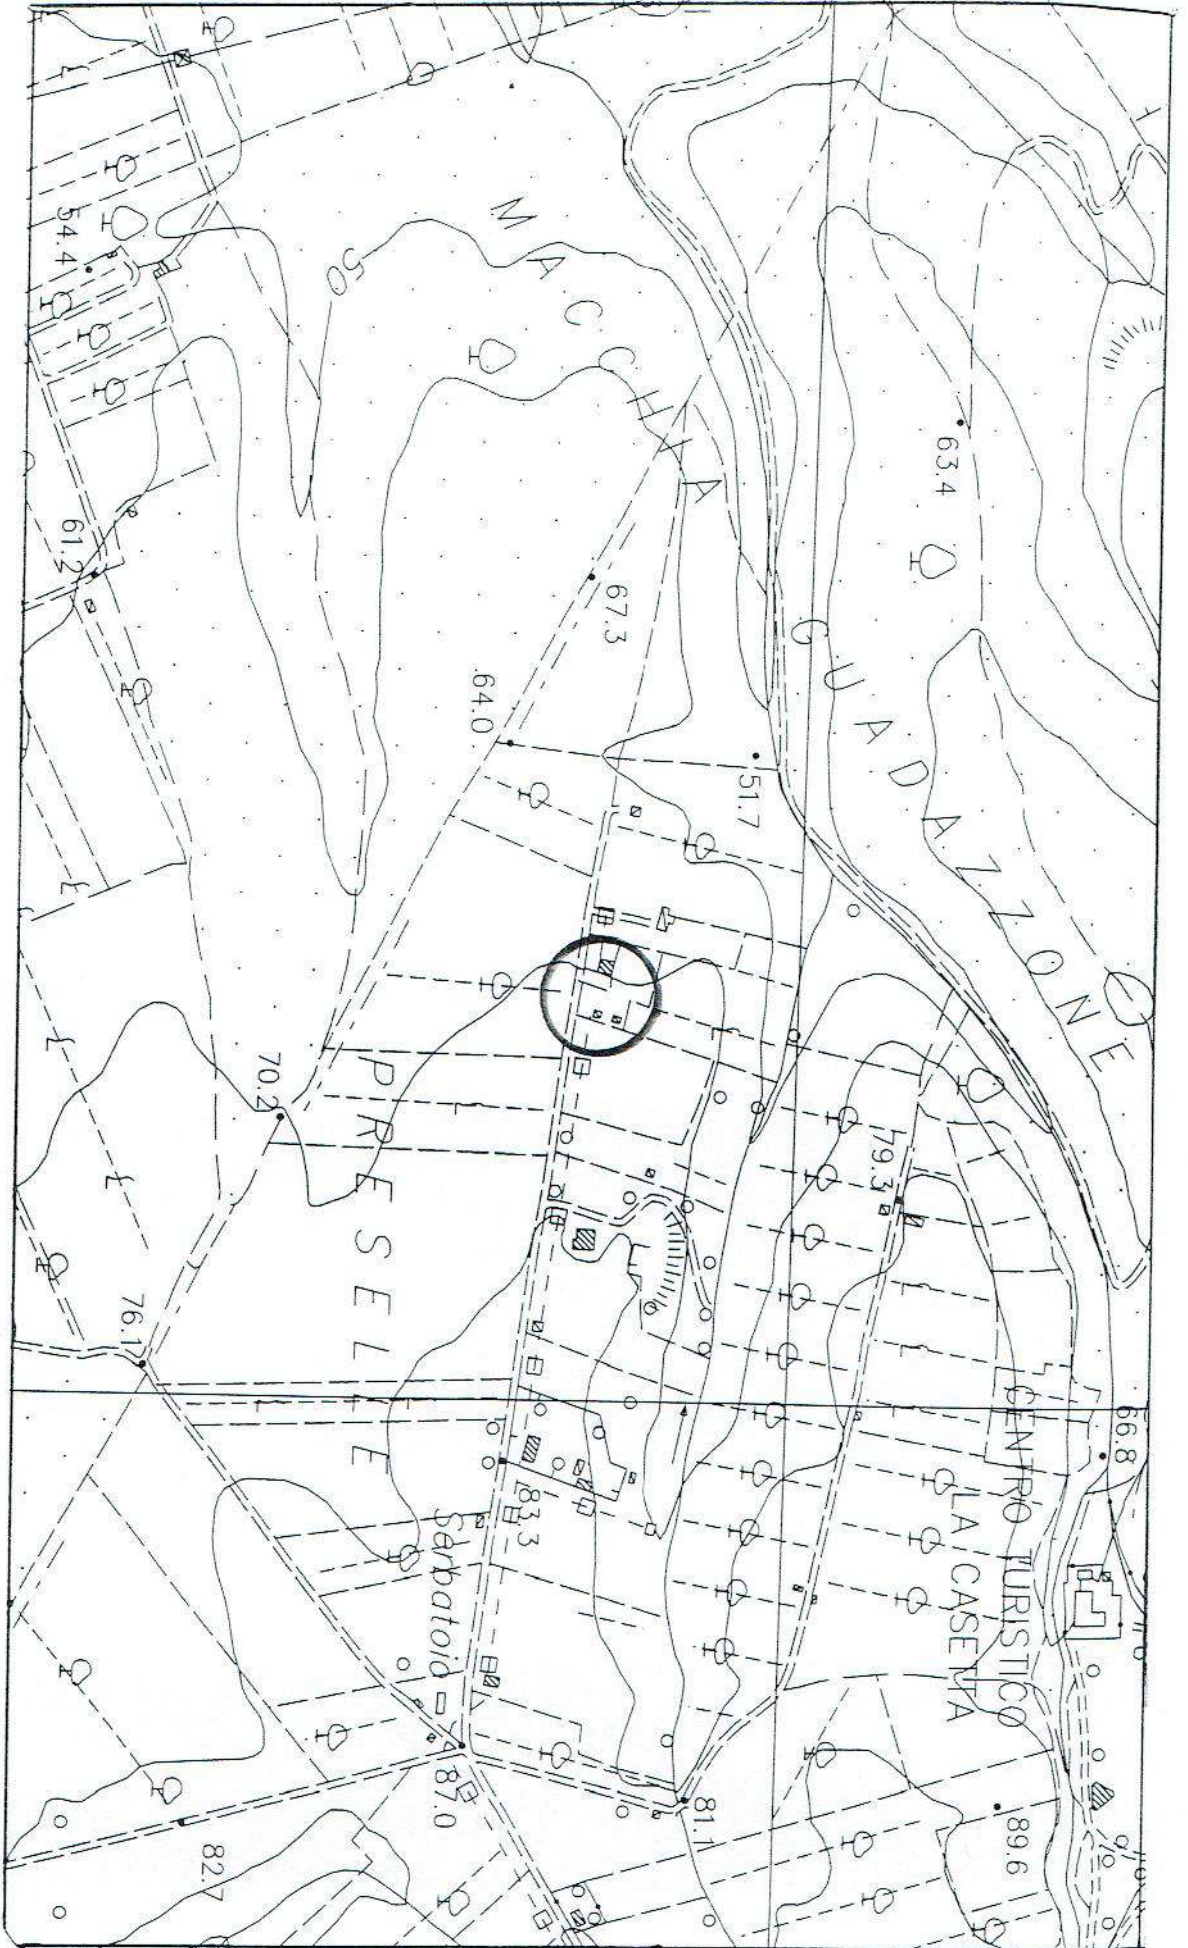 MACCHIA
GUADAZZONE
PRESELLE
CENTRO TURISTICO
LA CASETTA
Serbatoio
50
54.4
61.2
63.4
67.3
64.0
51.7
70.2
79.3
76.1
66.8
83.3
87.0
81.1
89.6
82.7